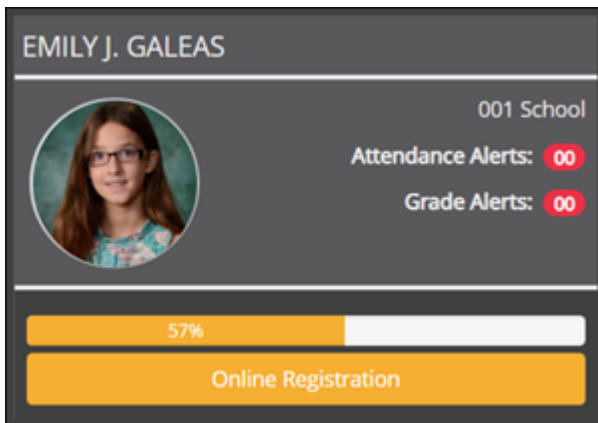 EMILY J. GALEAS
001 School
Attendance Alerts: 00
Grade Alerts: 00
57%
Online Registration